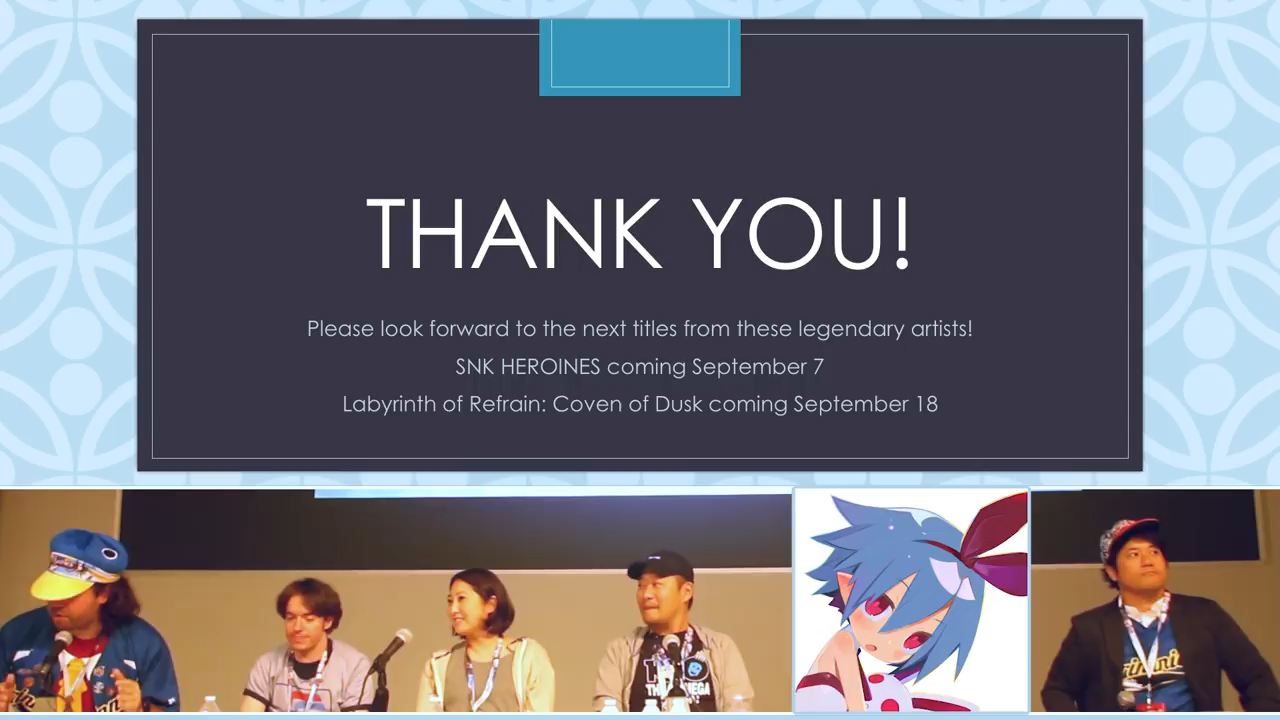 THANK YOU!
Please look forward to the next titles from these legendary artists!
SNK HEROINES coming September 7
Labyrinth of Refrain: Coven of Dusk coming September 18